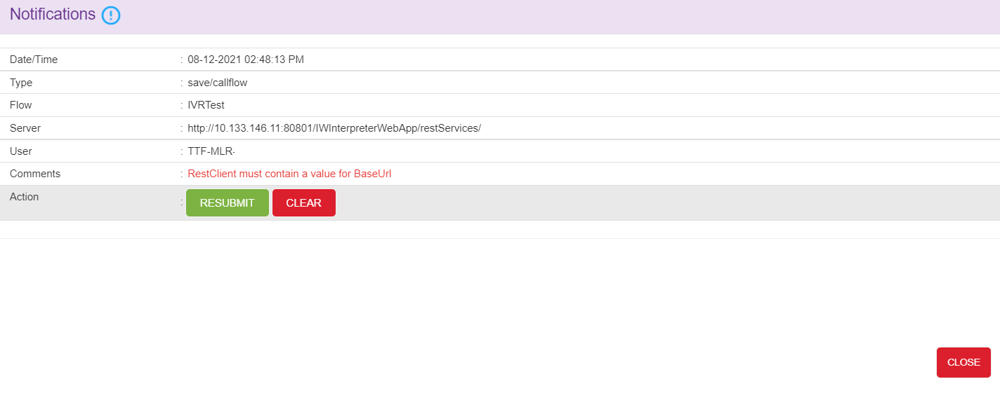 Notifications
Date/Time : 08-12-2021 02:48:13 PM
Type : save/callflow
Flow : IVRTest
Server : http://10.133.146.11:80801/IWInterpreterWebApp/restServices/
User : TTF-MLR-
Comments : RestClient must contain a value for BaseUrl
Action : RESUBMIT CLEAR
CLOSE